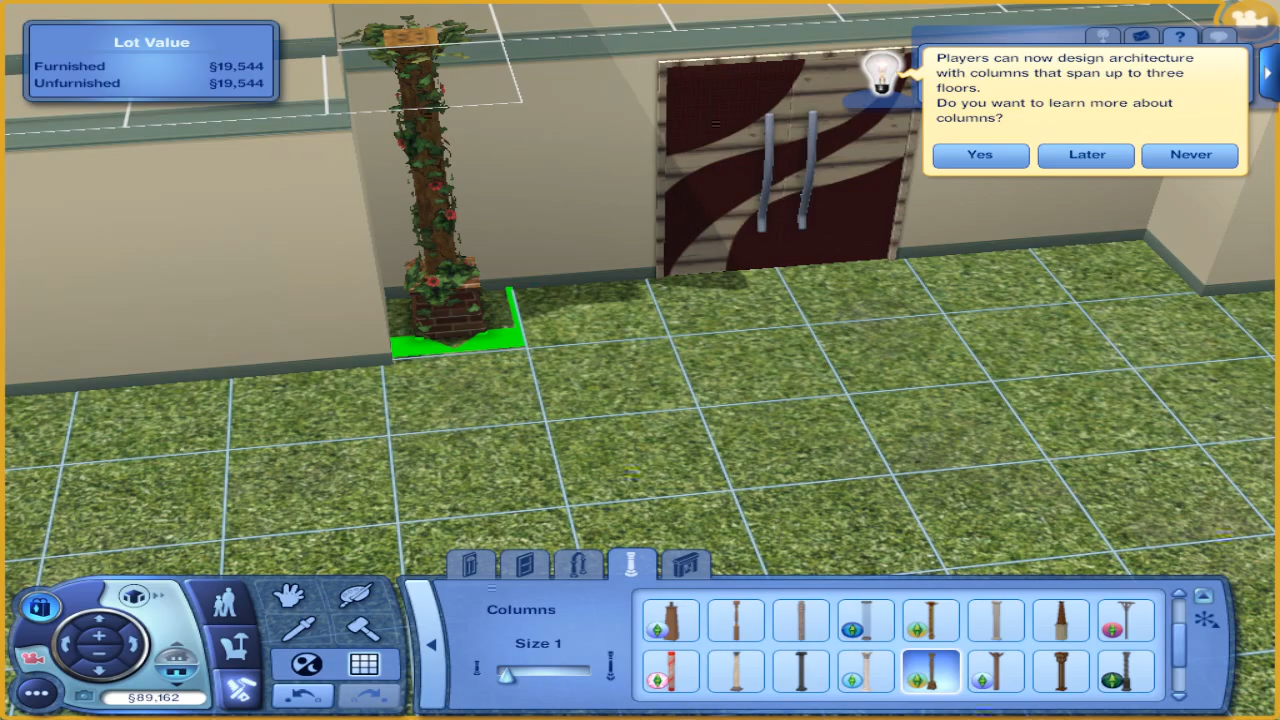 Lot Value
Furnished §19,544
Unfurnished §19,544
Players can now design architecture
with columns that span up to three
floors.
Do you want to learn more about
columns?
Yes Later Never
Columns
Size 1
§89,162